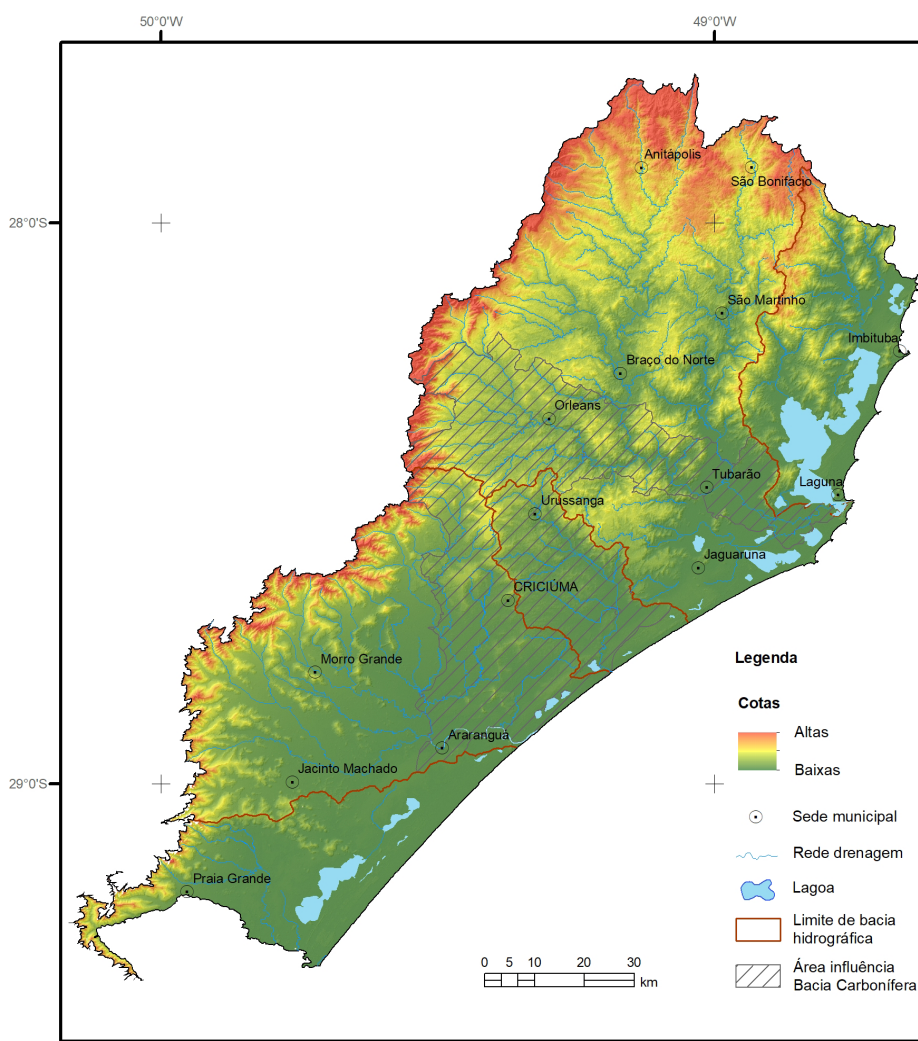 50°0'W
49°0'W
Anitápolis
São Bonifácio
28°0'S
São Martinho
Imbituba
Braço do Norte
Orleans
Tubarão
Laguna
Urussanga
Jaguaruna
CRICIÚMA
Morro Grande
Araranguá
Jacinto Machado
29°0'S
Praia Grande
Legenda
Cotas
Altas
Baixas
Sede municipal
Rede drenagem
Lagoa
Limite de bacia
hidrográfica
Área influência
Bacia Carbonífera
0 5 10 20 30
km